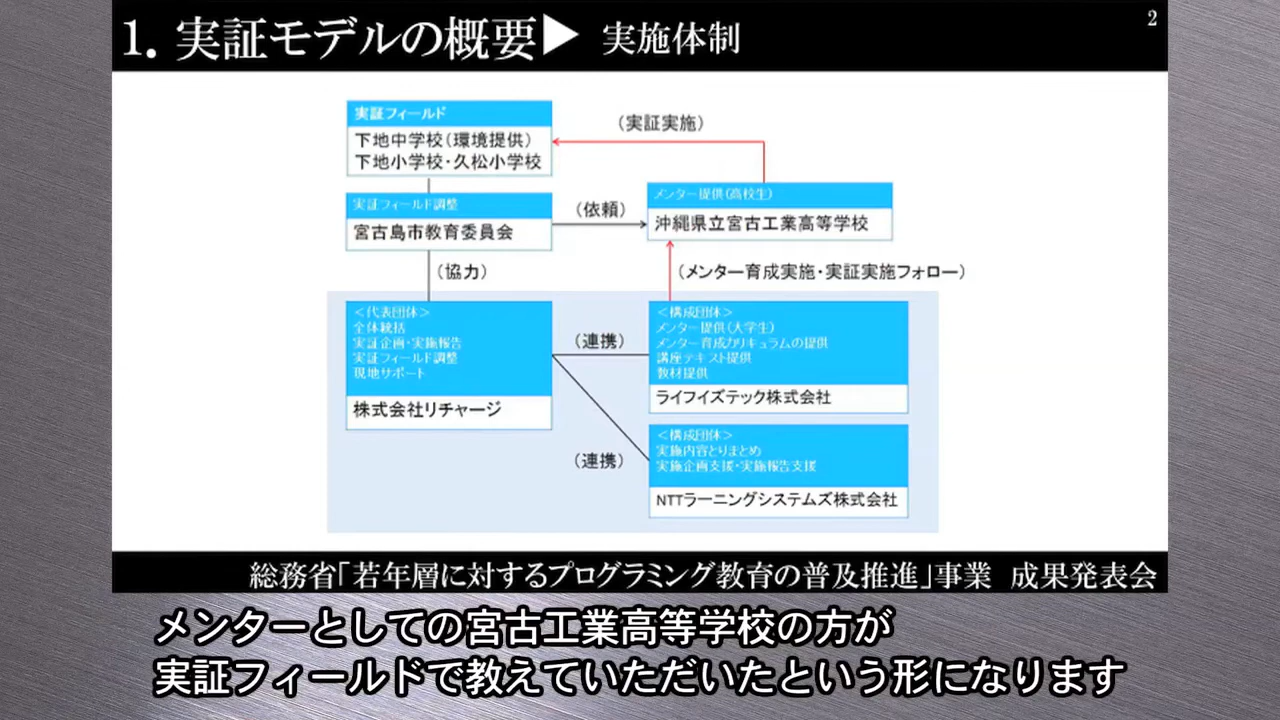 1. 実証モデルの概要▶ 実施体制
2
実証フィールド
下地中学校(環境提供)
下地小学校・久松小学校
(実証実施)
実証フィールド調整
宮古島市教育委員会
(依頼)
メンター提供(高校生)
沖縄県立宮古工業高等学校
(協力)
(メンター育成実施・実証実施フォロー)
<代表団体>
全体統括
実証企画・実施報告
実証フィールド調整
現地サポート
株式会社リチャージ
(連携)
<構成団体>
メンター提供(大学生)
メンター育成カリキュラムの提供
講座テキスト提供
教材提供
ライフイズテック株式会社
(連携)
<構成団体>
実施内容とりまとめ
実施企画支援・実施報告支援
NTTラーニングシステムズ株式会社
総務省「若年層に対するプログラミング教育の普及推進」事業 成果発表会
メンターとしての宮古工業高等学校の方が
実証フィールドで教えていただいたという形になります